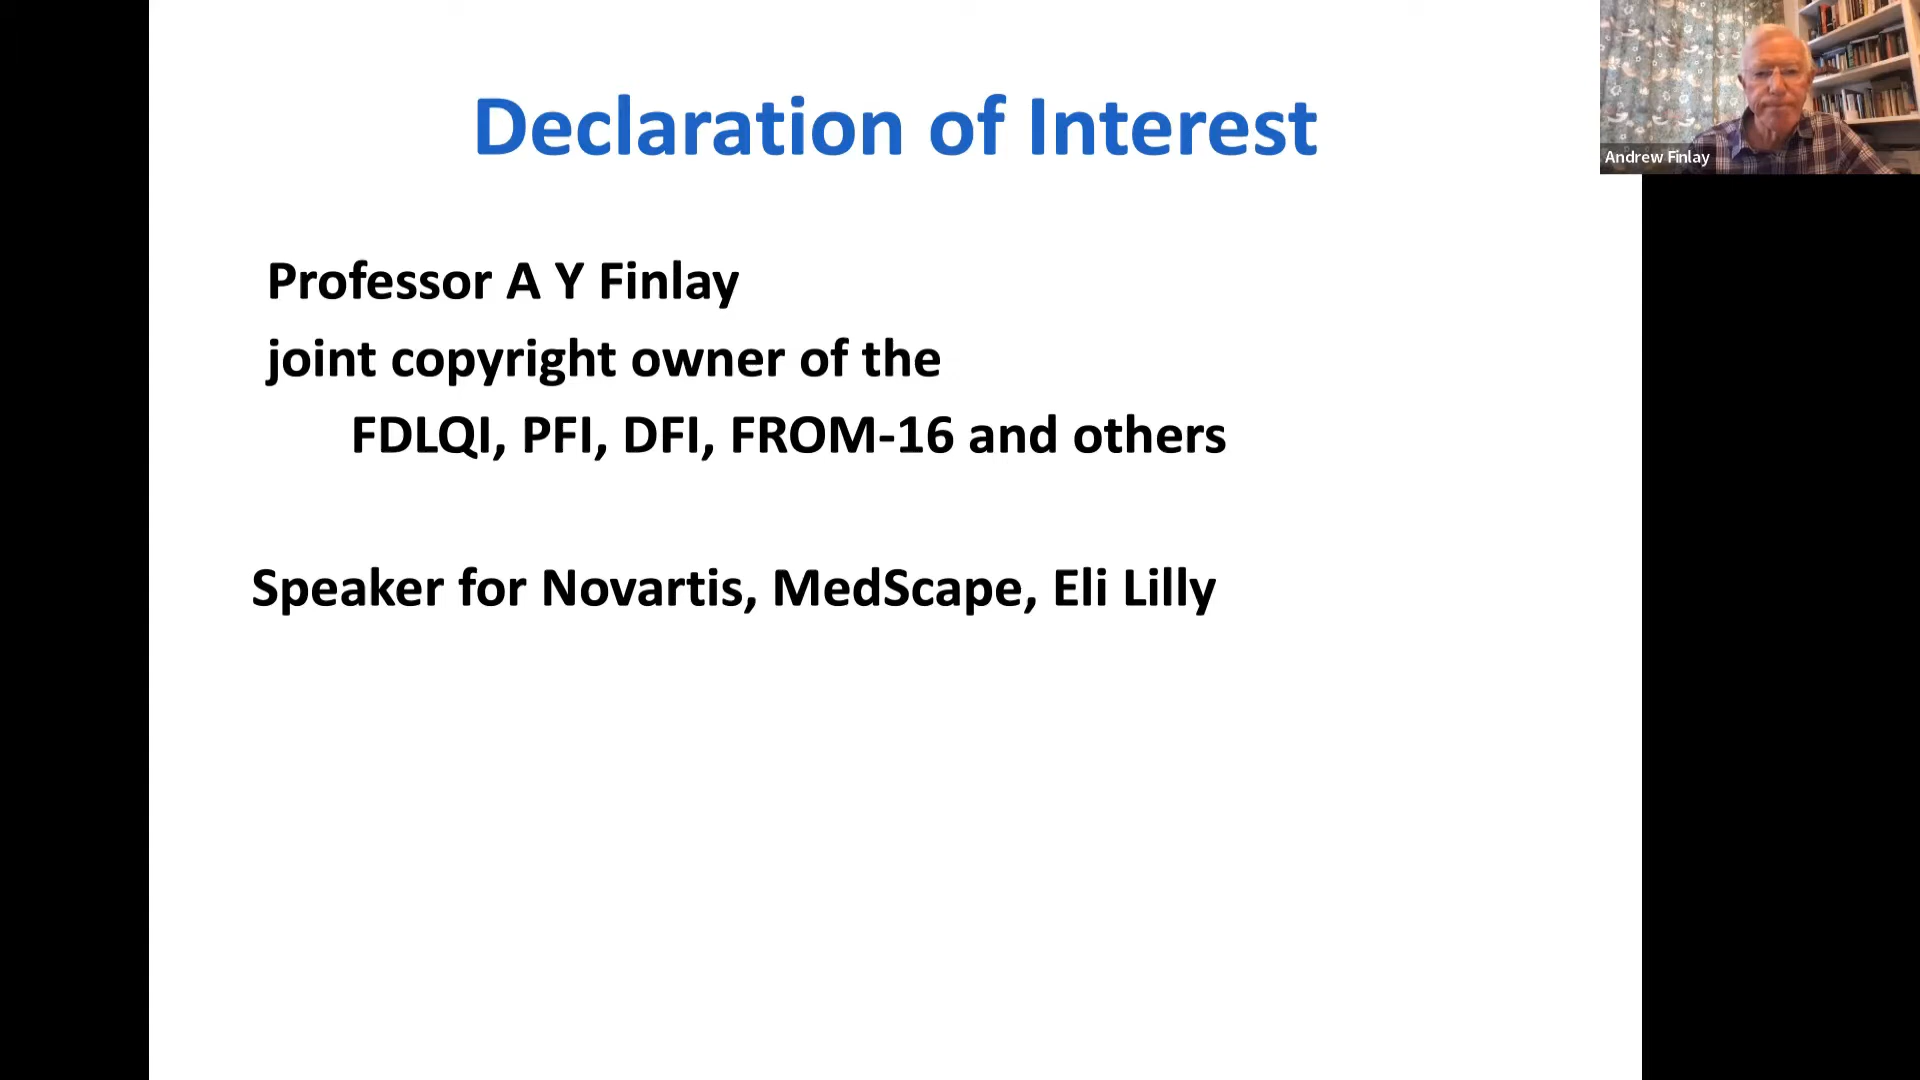 Declaration of Interest
Andrew Finlay
Professor A Y Finlay
joint copyright owner of the
FDLQI, PFI, DFI, FROM-16 and others
Speaker for Novartis, MedScape, Eli Lilly